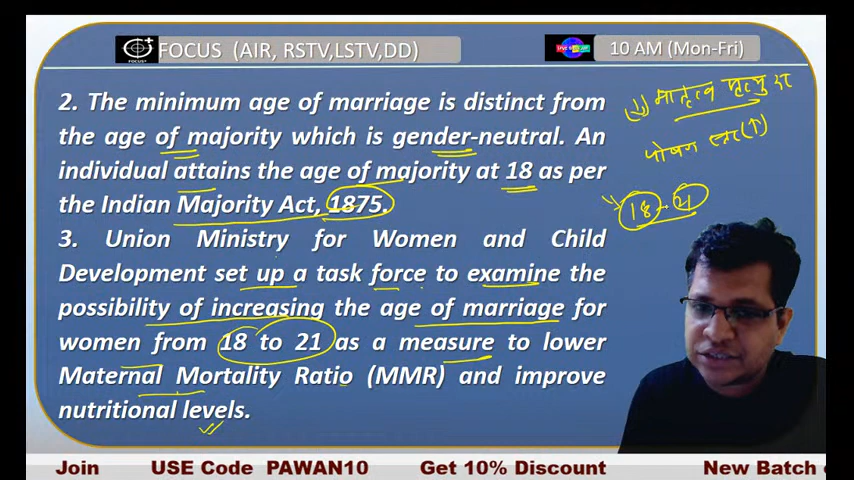 FOCUS (AIR, RSTV,LSTV,DD)
10 AM (Mon-Fri)
2. The minimum age of marriage is distinct from
the age of majority which is gender-neutral. An
individual attains the age of majority at 18 as per
the Indian Majority Act, 1875.
3. Union Ministry for Women and Child
Development set up a task force to examine the
possibility of increasing the age of marriage for
women from 18 to 21 as a measure to lower
Maternal Mortality Ratio (MMR) and improve
nutritional levels.
मातृत्व मृत्यु दर
पोषण स्तर (↑)
18 - 21
Join USE Code PAWAN10 Get 10% Discount New Batch